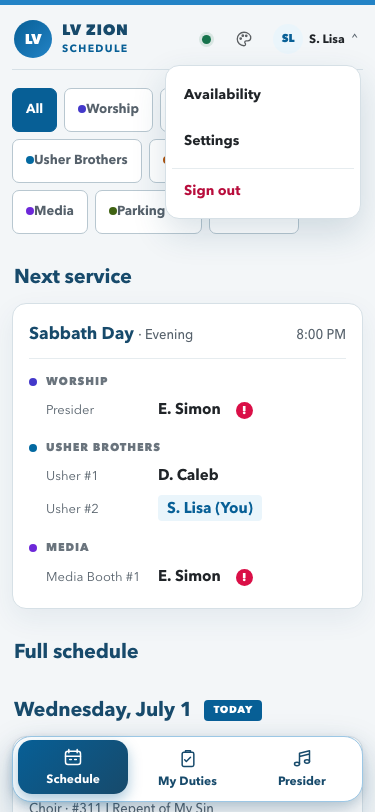 LV
LV ZION
SCHEDULE
SL
S. Lisa
Availability
Settings
Sign out
All
Worship
Usher Brothers
Media
Parking
Next service
Sabbath Day · Evening
8:00 PM
WORSHIP
Presider
E. Simon
!
USHER BROTHERS
Usher #1
D. Caleb
Usher #2
S. Lisa (You)
MEDIA
Media Booth #1
E. Simon
!
Full schedule
Wednesday, July 1
TODAY
Schedule
My Duties
Presider
Choir · #311 | Repent of My Sin